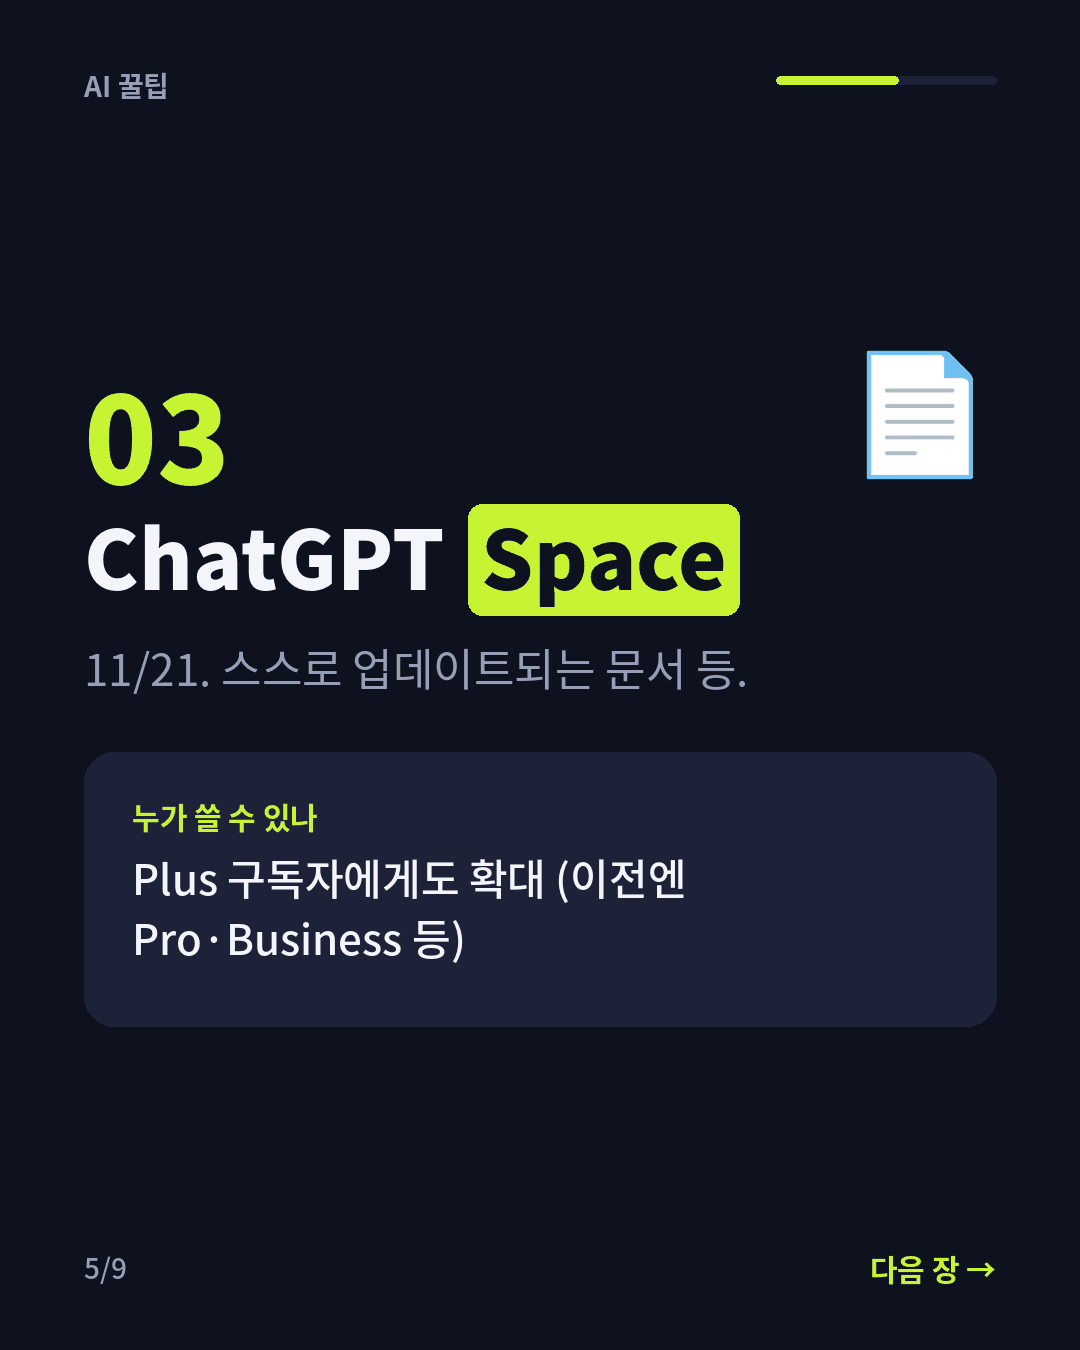 AI 꿀팁
03
ChatGPT Space
11/21. 스스로 업데이트되는 문서 등.
누가 쓸 수 있나
Plus 구독자에게도 확대 (이전엔
Pro·Business 등)
5/9
다음 장 →